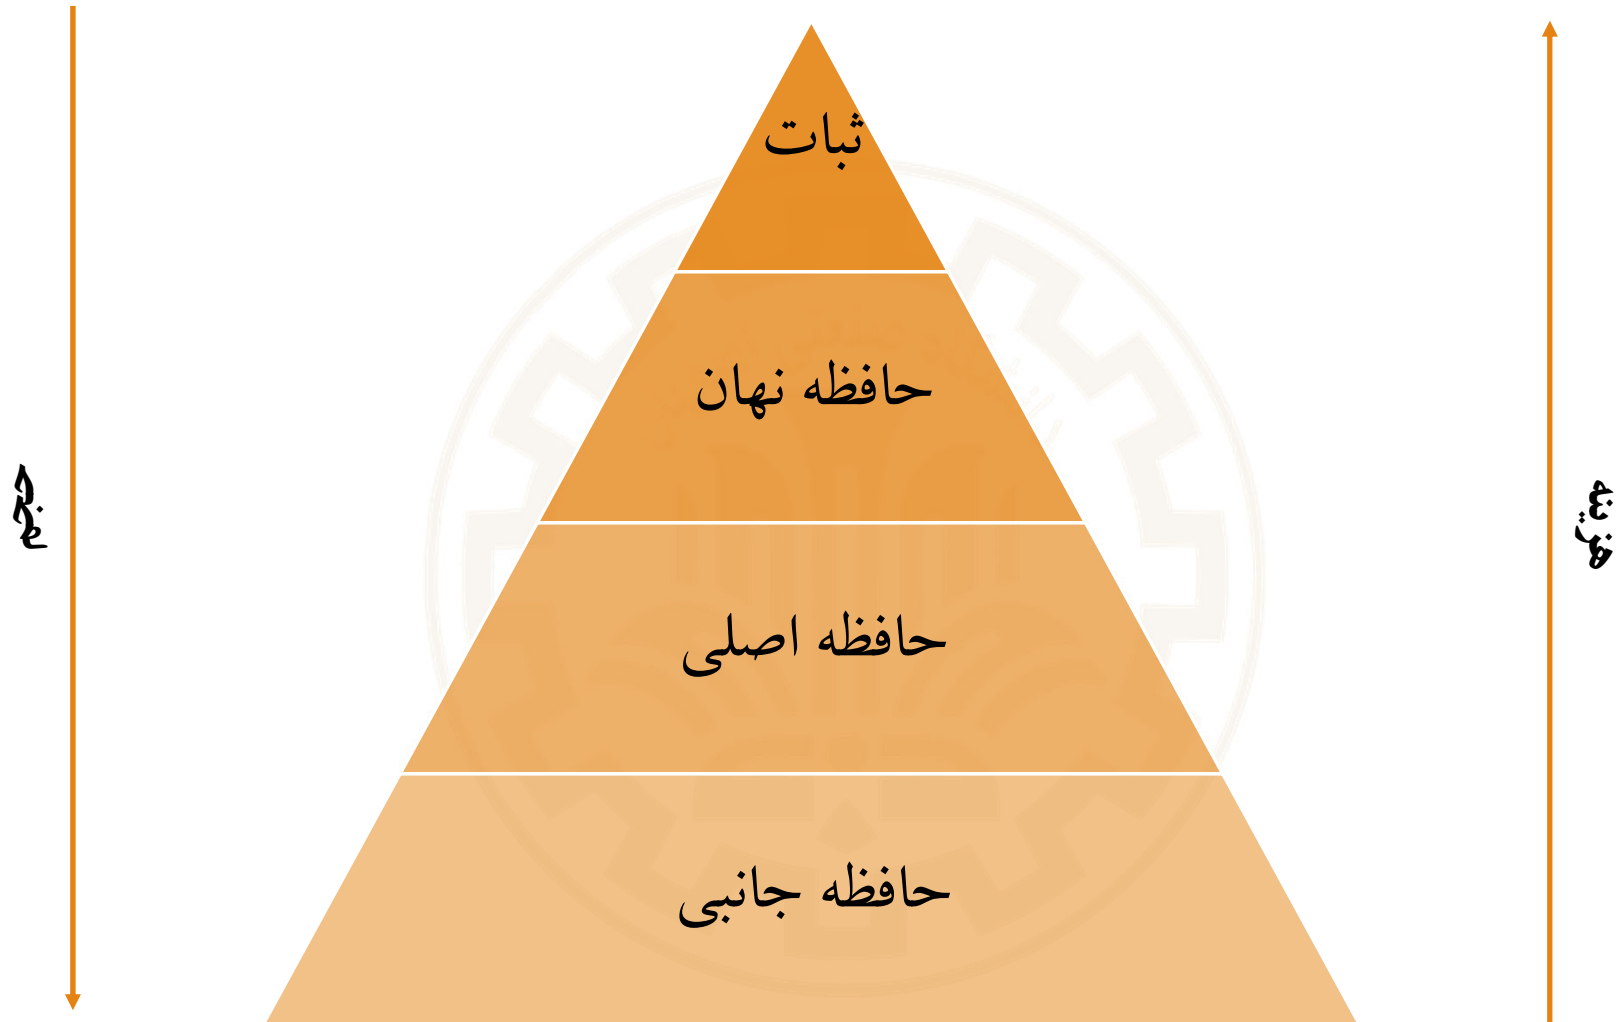 ثبات
حافظه نهان
حافظه اصلی
حافظه جانبی
هزینه
حجم